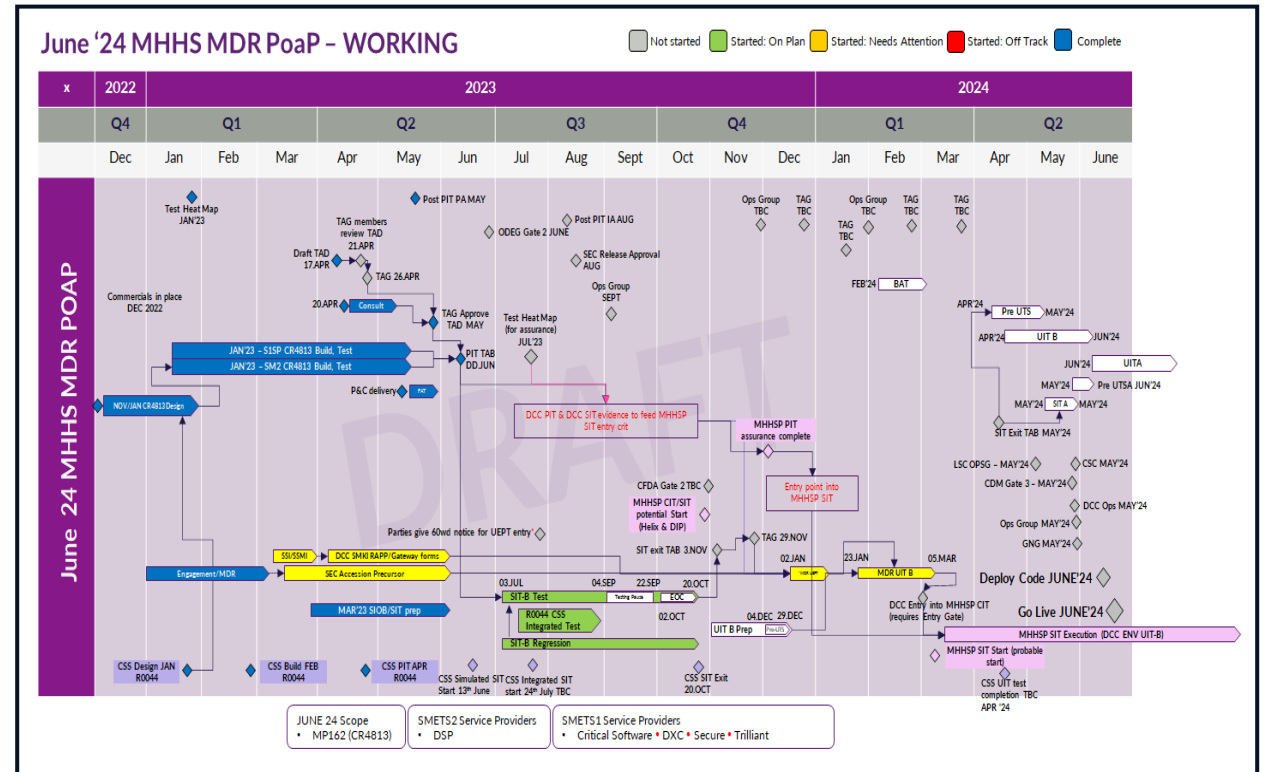 June '24 MHHS MDR PoaP – WORKING
Not started
Started: On Plan
Started: Needs Attention
Started: Off Track
Complete
x
2022
2023
2024
Q4
Q1
Q2
Q3
Q4
Q1
Q2
Dec
Jan
Feb
Mar
Apr
May
Jun
Jul
Aug
Sept
Oct
Nov
Dec
Jan
Feb
Mar
Apr
May
June
June 24 MHHS MDR POAP
DRAFT
Test Heat Map
JAN'23
Post PIT PA MAY
TAG members
review TAD
21.APR
Draft TAD
17.APR
TAG 26.APR
ODEG Gate 2 JUNE
Post PIT IA AUG
SEC Release Approval
AUG
Ops Group
SEPT
Ops Group
TBC
TAG
TBC
TAG
TBC
Ops Group
TBC
TAG
TBC
TAG
TBC
Commercials in place
DEC 2022
20.APR
Consult
TAG Approve
TAD MAY
Test Heat Map
(for assurance)
JUL'23
FEB'24
BAT
APR'24
Pre UTS
MAY'24
APR'24
UIT B
JUN'24
JUN'24
UITA
MAY'24
Pre UTSA JUN'24
MAY'24
SIT A
MAY'24
SIT Exit TAB MAY'24
JAN'23 – S1SP CR4813 Build, Test
JAN'23 – SM2 CR4813 Build, Test
PIT TAB
DD.JUN
P&C delivery
NOV/JAN CR4813 Design
DCC PIT & DCC SIT evidence to feed MHHSP
SIT entry crit
MHHSP PIT
assurance complete
Entry point into
MHHSP SIT
CFDA Gate 2 TBC
MHHSP CIT/SIT
potential Start
(Helix & DIP)
LSC OPSG – MAY'24
CSC MAY'24
CDM Gate 3 – MAY'24
DCC Ops MAY'24
Ops Group MAY'24
GNG MAY'24
Parties give 60wd notice for UEPT entry'
SIT exit TAB 3.NOV
TAG 29.NOV
SSI/SSMI
DCC SMKI RAPP/Gateway forms
Engagement/MDR
SEC Accession Precursor
02.JAN
23.JAN
MDR UIT B
05.MAR
Deploy Code JUNE'24
03.JUL
04.SEP
22.SEP
20.OCT
SIT-B Test
Testing Pause
EOC
MAR'23 SIOB/SIT prep
R0044 CSS
Integrated Test
02.OCT
04.DEC
29.DEC
UIT B Prep
Pre-UTS
DCC Entry into MHHSP CIT
(requires Entry Gate)
Go Live JUNE'24
SIT-B Regression
MHHSP SIT Execution (DCC ENV UIT-B)
MHHSP SIT Start (probable
start)
CSS Design JAN
R0044
CSS Build FEB
R0044
CSS PIT APR
R0044
CSS Simulated SIT
Start 13th June
CSS Integrated SIT
start 24th July TBC
CSS SIT Exit
20.OCT
CSS UIT test
completion TBC
APR '24
JUNE 24 Scope
• MP162 (CR4813)
SMETS2 Service Providers
• DSP
SMETS1 Service Providers
• Critical Software • DXC • Secure • Trilliant